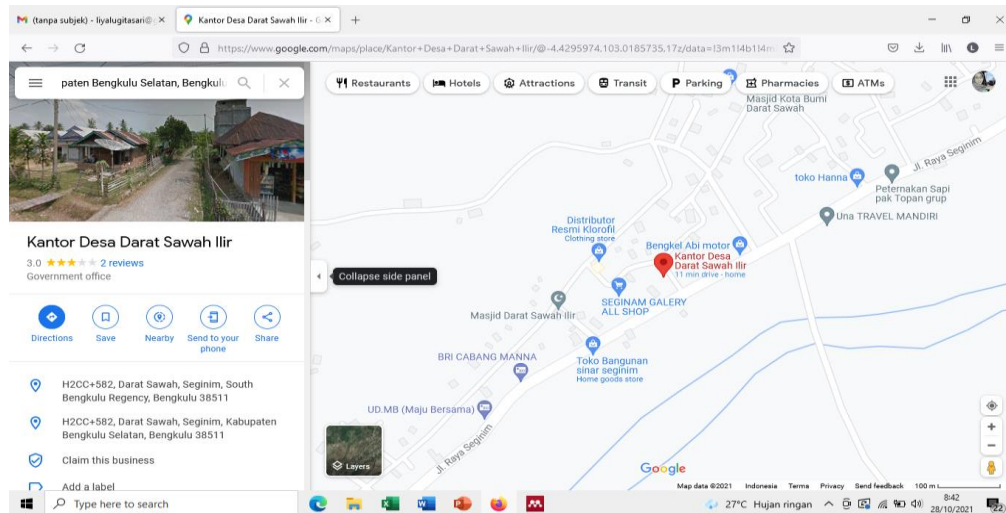 (tanpa subjek) - liyalugitasari@
Kantor Desa Darat Sawah Ilir - G
https://www.google.com/maps/place/Kantor+Desa+Darat+Sawah+Ilir/@-4.4295974,103.0185735,17z/data=!3m1!4b1!4m
paten Bengkulu Selatan, Bengkulu
Restaurants
Hotels
Attractions
Transit
Parking
Pharmacies
ATMs
Kantor Desa Darat Sawah Ilir
3.0 2 reviews
Government office
Directions
Save
Nearby
Send to your
phone
Share
H2CC+582, Darat Sawah, Seginim, South
Bengkulu Regency, Bengkulu 38511
H2CC+582, Darat Sawah, Seginim, Kabupaten
Bengkulu Selatan, Bengkulu 38511
Claim this business
Add a label
Collapse side panel
Masjid Kota Bumi
Darat Sawah
Jl. Raya Seginim
toko Hanna
Peternakan Sapi
pak Topan grup
Una TRAVEL MANDIRI
Distributor
Resmi Klorofil
Clothing store
Bengkel Abi motor
Kantor Desa
Darat Sawah Ilir
11 min drive - home
SEGINAM GALERY
ALL SHOP
Masjid Darat Sawah ilir
BRI CABANG MANNA
Toko Bangunan
sinar seginim
Home goods store
UD.MB (Maju Bersama)
Jl. Raya Seginim
Layers
Google
Map data ©2021 Indonesia Terms Privacy Send feedback 100 m
Type here to search
27°C Hujan ringan
8:42
28/10/2021